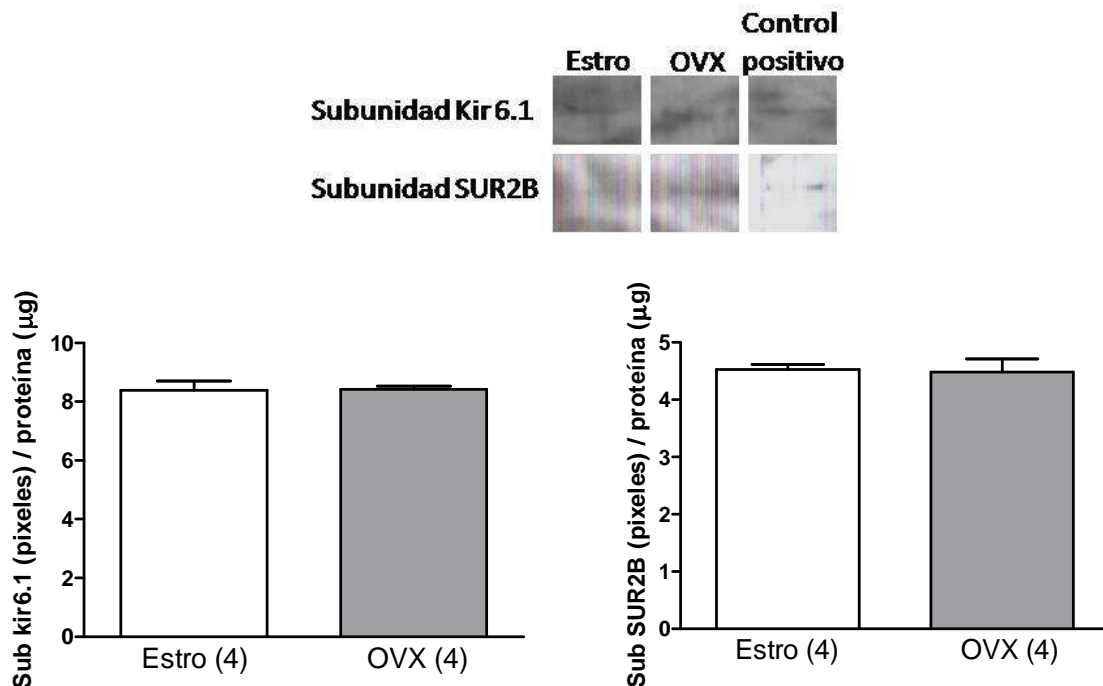 Control
Estro OVX positivo
Subunidad Kir 6.1
Subunidad SUR2B
Sub kir6.1 (pixeles) / proteína (μg)
10
8
6
4
2
0
Estro (4) OVX (4)
Sub SUR2B (pixeles) / proteína (μg)
5
4
3
2
1
0
Estro (4) OVX (4)